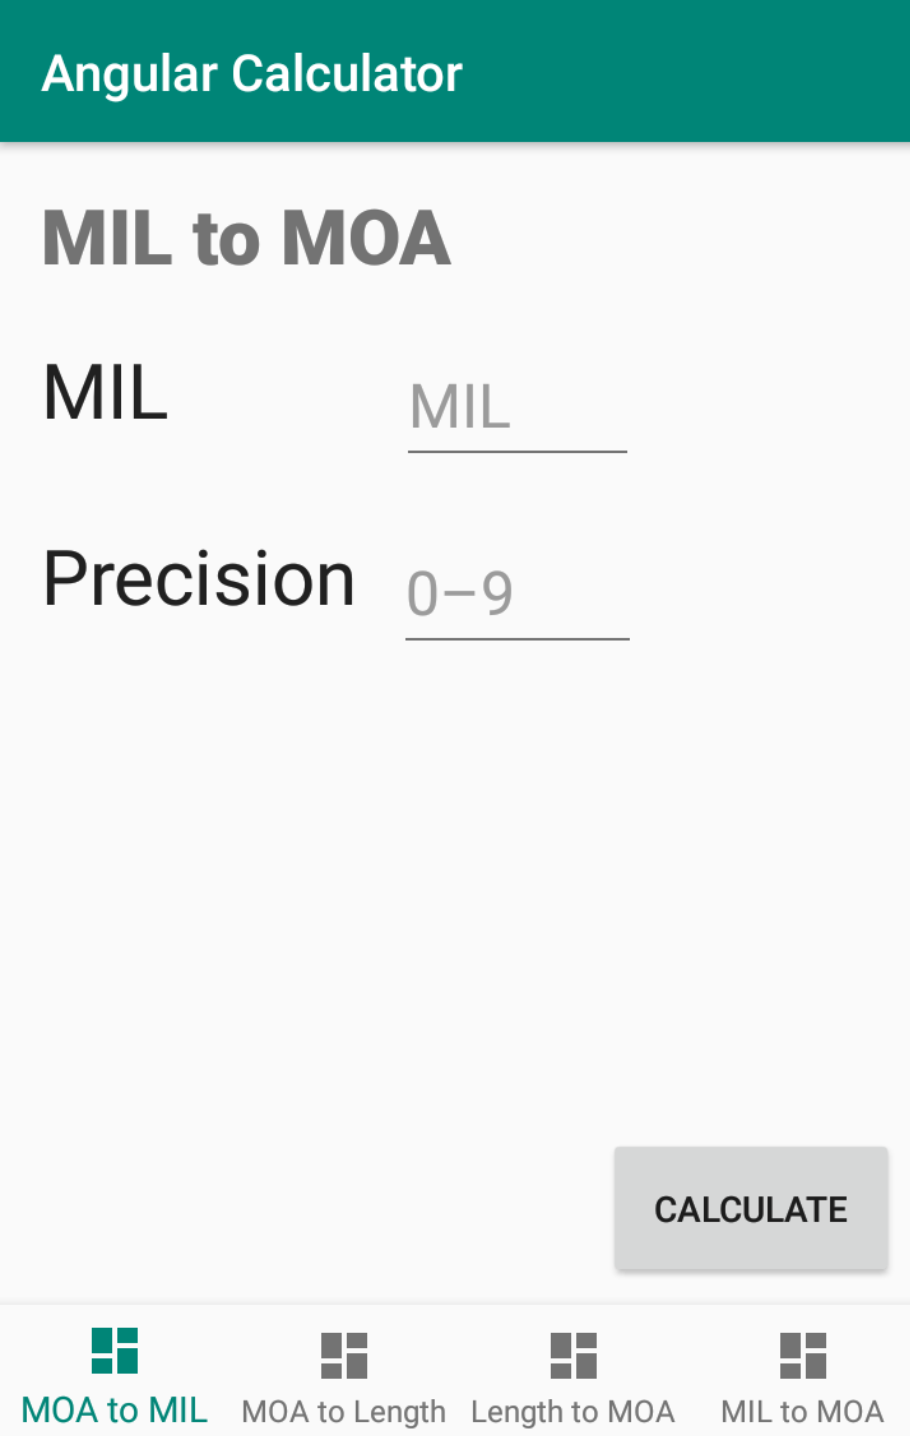 Angular Calculator
MIL to MOA
MIL MIL
Precision 0–9
CALCULATE
MOA to MIL MOA to Length Length to MOA MIL to MOA